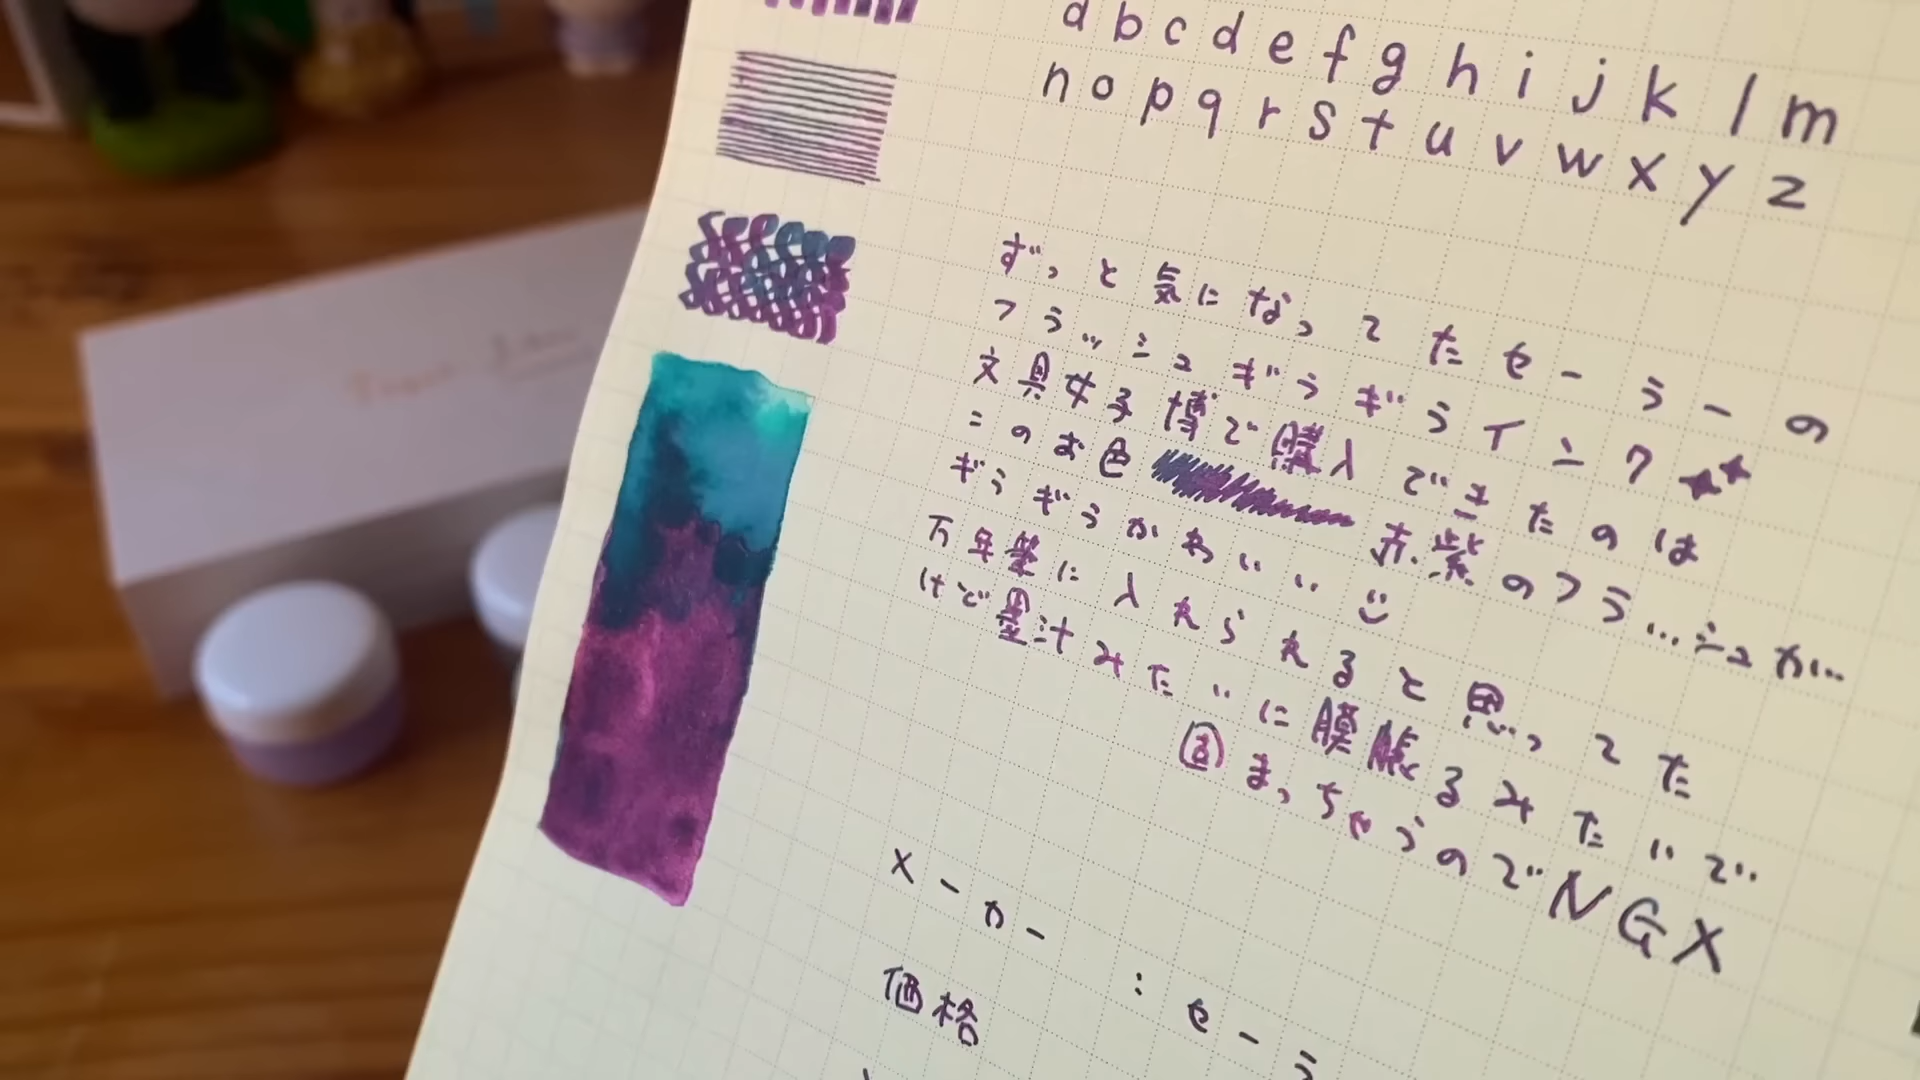 a b c d e f g h i j k l m
n o p q r s t u v w x y z
ずっと気になってたセーラーの
フラッシュギラギライング★★
文具女子博で購入できたのは
このお色 赤紫のフラッシュが…
ギラギラかわいい
万年筆に入れられると思ってた
けど墨汁みたいに膜張るみたいで
固まっちゃうのでNGX
メーカー : セーラ
価格